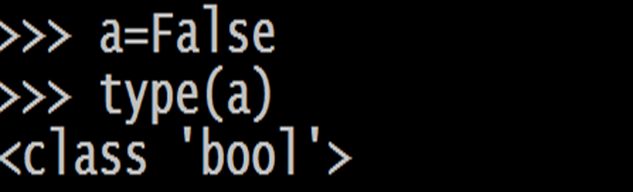 >>> a=False
>>> type(a)
<class 'bool'>